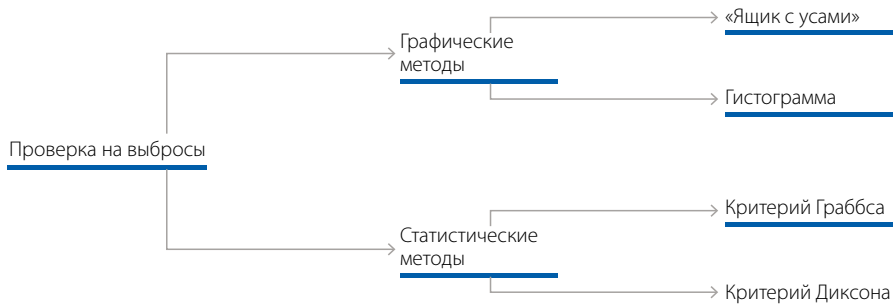 «Ящик с усами»
Графические
методы
Гистограмма
Проверка на выбросы
Критерий Граббса
Статистические
методы
Критерий Диксона